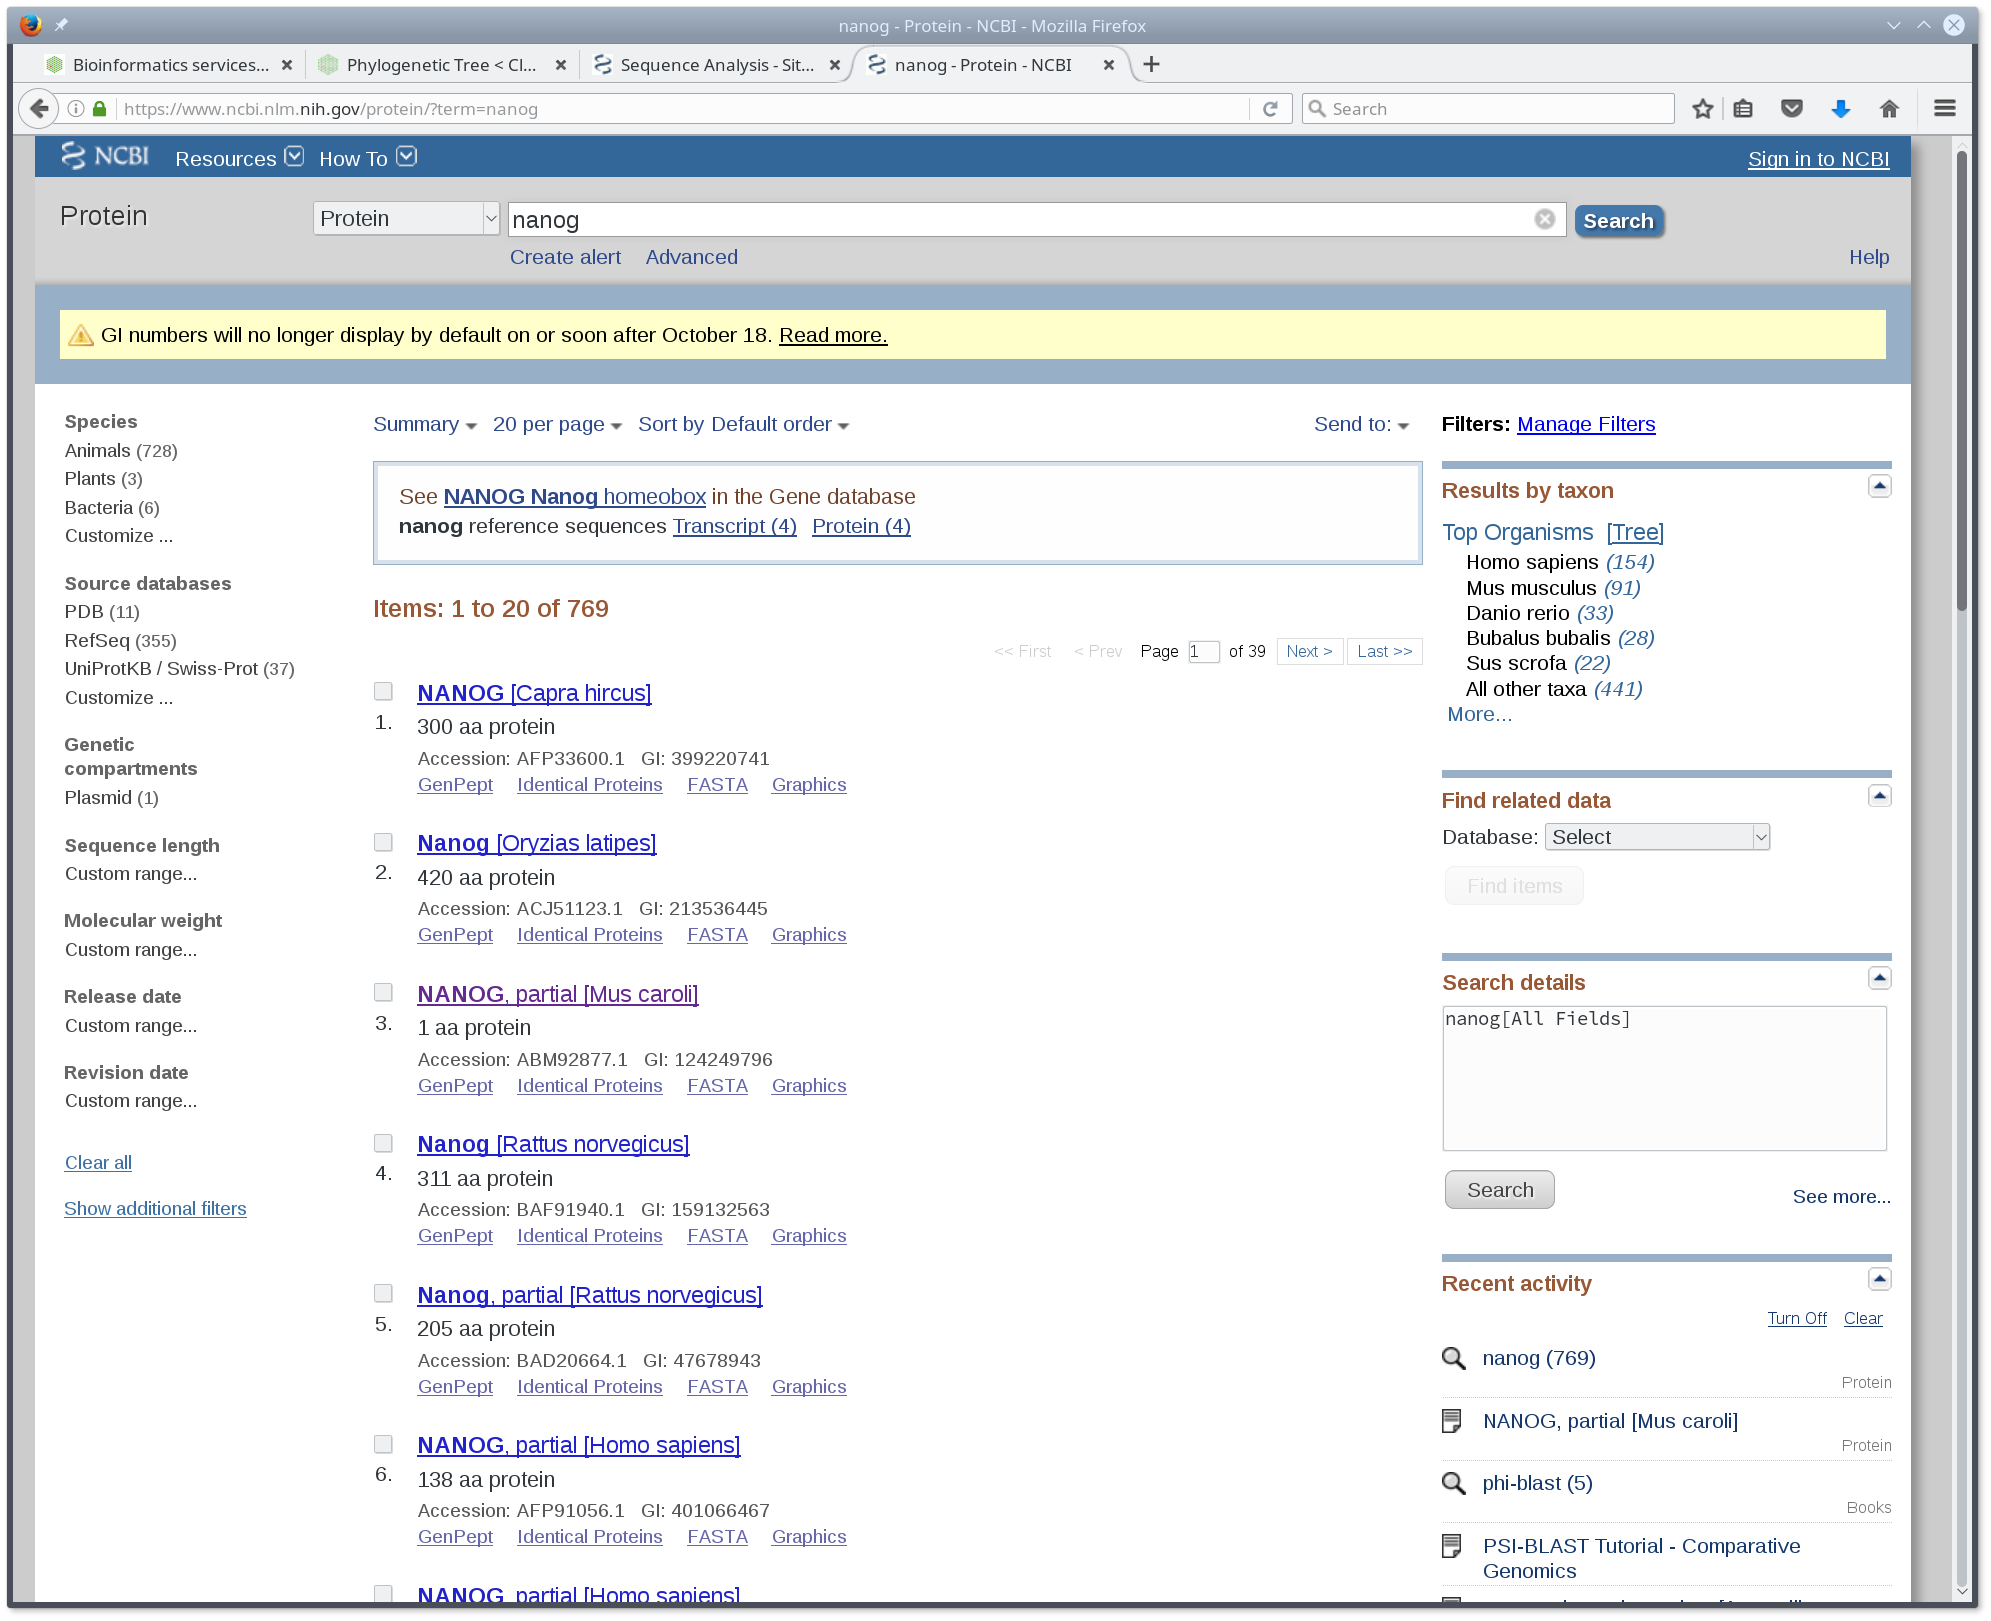 nanog - Protein - NCBI - Mozilla Firefox
Bioinformatics services...
Phylogenetic Tree < Cl...
Sequence Analysis - Sit...
nanog - Protein - NCBI
https://www.ncbi.nlm.nih.gov/protein/?term=nanog
Search
NCBI Resources How To
Sign in to NCBI
Protein
Protein
nanog
Search
Create alert Advanced
Help
GI numbers will no longer display by default on or soon after October 18. Read more.
Species
Animals (728)
Plants (3)
Bacteria (6)
Customize ...
Source databases
PDB (11)
RefSeq (355)
UniProtKB / Swiss-Prot (37)
Customize ...
Genetic
compartments
Plasmid (1)
Sequence length
Custom range...
Molecular weight
Custom range...
Release date
Custom range...
Revision date
Custom range...
Clear all
Show additional filters
Summary 20 per page Sort by Default order
Send to:
See NANOG Nanog homeobox in the Gene database
nanog reference sequences Transcript (4) Protein (4)
Items: 1 to 20 of 769
<< First < Prev Page 1 of 39 Next > Last >>
NANOG [Capra hircus]
1.
300 aa protein
Accession: AFP33600.1 GI: 399220741
GenPept Identical Proteins FASTA Graphics
Nanog [Oryzias latipes]
2.
420 aa protein
Accession: ACJ51123.1 GI: 213536445
GenPept Identical Proteins FASTA Graphics
NANOG, partial [Mus caroli]
3.
1 aa protein
Accession: ABM92877.1 GI: 124249796
GenPept Identical Proteins FASTA Graphics
Nanog [Rattus norvegicus]
4.
311 aa protein
Accession: BAF91940.1 GI: 159132563
GenPept Identical Proteins FASTA Graphics
Nanog, partial [Rattus norvegicus]
5.
205 aa protein
Accession: BAD20664.1 GI: 47678943
GenPept Identical Proteins FASTA Graphics
NANOG, partial [Homo sapiens]
6.
138 aa protein
Accession: AFP91056.1 GI: 401066467
GenPept Identical Proteins FASTA Graphics
NANOG, partial [Homo sapiens]
Filters: Manage Filters
Results by taxon
Top Organisms [Tree]
Homo sapiens (154)
Mus musculus (91)
Danio rerio (33)
Bubalus bubalis (28)
Sus scrofa (22)
All other taxa (441)
More...
Find related data
Database: Select
Find items
Search details
nanog[All Fields]
Search
See more...
Recent activity
Turn Off Clear
nanog (769)
Protein
NANOG, partial [Mus caroli]
Protein
phi-blast (5)
Books
PSI-BLAST Tutorial - Comparative
Genomics